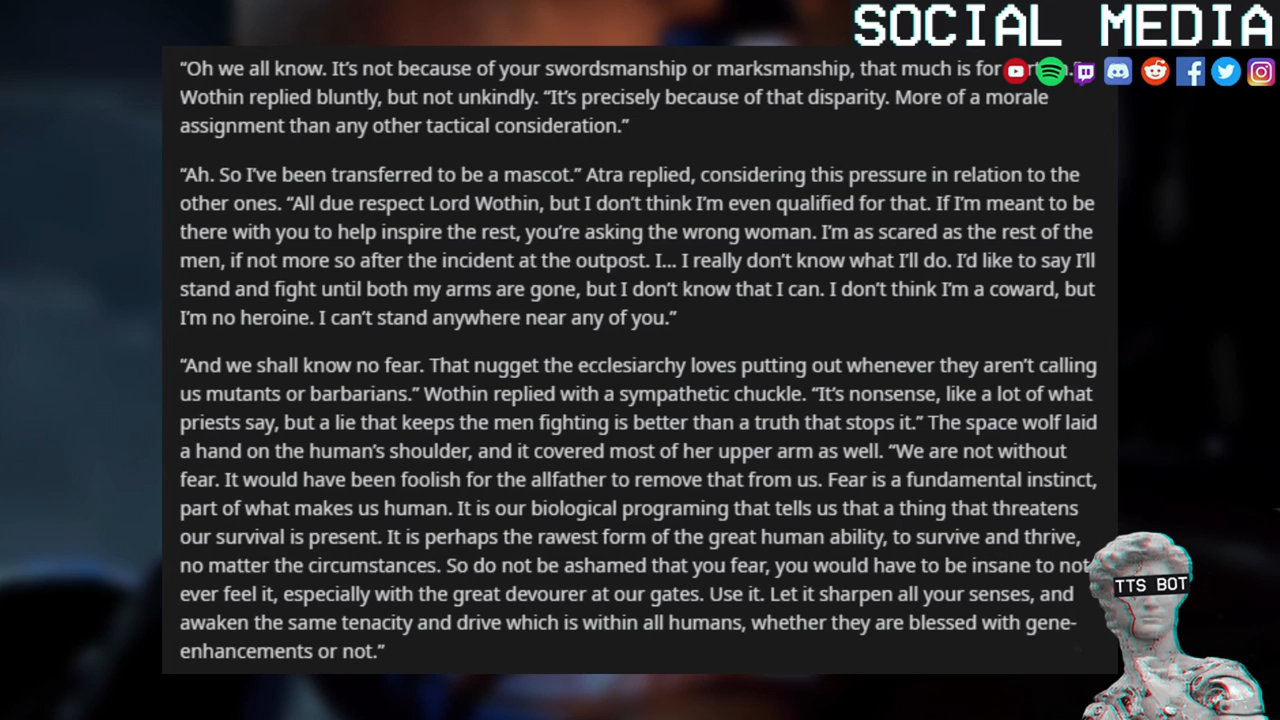 SOCIAL MEDIA
“Oh we all know. It’s not because of your swordsmanship or marksmanship, that much is for
Wothin replied bluntly, but not unkindly. “It’s precisely because of that disparity. More of a morale
assignment than any other tactical consideration.”
“Ah. So I’ve been transferred to be a mascot.” Atra replied, considering this pressure in relation to the
other ones. “All due respect Lord Wothin, but I don’t think I’m even qualified for that. If I’m meant to be
there with you to help inspire the rest, you’re asking the wrong woman. I’m as scared as the rest of the
men, if not more so after the incident at the outpost. I... I really don’t know what I’ll do. I’d like to say I’ll
stand and fight until both my arms are gone, but I don’t know that I can. I don’t think I’m a coward, but
I’m no heroine. I can’t stand anywhere near any of you.”
“And we shall know no fear. That nugget the ecclesiarchy loves putting out whenever they aren’t calling
us mutants or barbarians.” Wothin replied with a sympathetic chuckle. “It’s nonsense, like a lot of what
priests say, but a lie that keeps the men fighting is better than a truth that stops it.” The space wolf laid
a hand on the human’s shoulder, and it covered most of her upper arm as well. “We are not without
fear. It would have been foolish for the allfather to remove that from us. Fear is a fundamental instinct,
part of what makes us human. It is our biological programing that tells us that a thing that threatens
our survival is present. It is perhaps the rawest form of the great human ability, to survive and thrive,
no matter the circumstances. So do not be ashamed that you fear, you would have to be insane to not
ever feel it, especially with the great devourer at our gates. Use it. Let it sharpen all your senses, and
awaken the same tenacity and drive which is within all humans, whether they are blessed with gene-
enhancements or not.”
TTS BOT